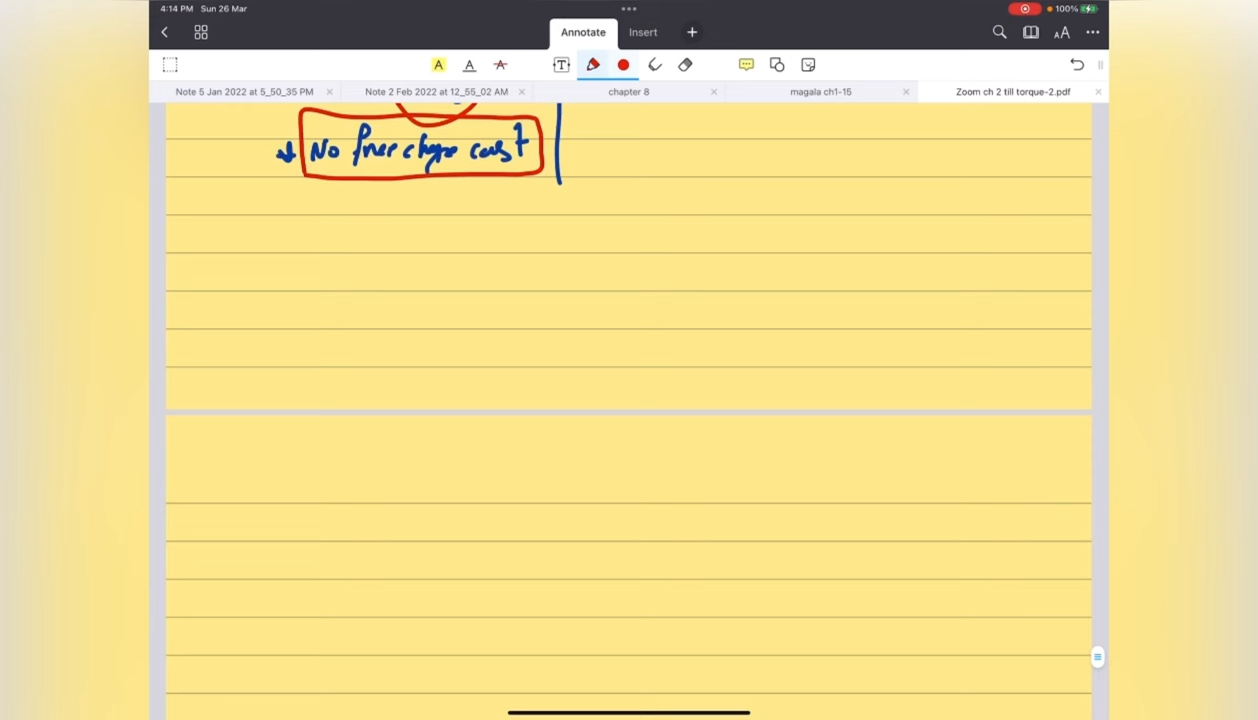 4:14 PM Sun 26 Mar
100%
Annotate
Insert
A A A T
AA
Note 5 Jan 2022 at 5_50_35 PM
Note 2 Feb 2022 at 12_55_02 AM
chapter 8
magala ch1-15
Zoom ch 2 till torque-2.pdf
No free charge